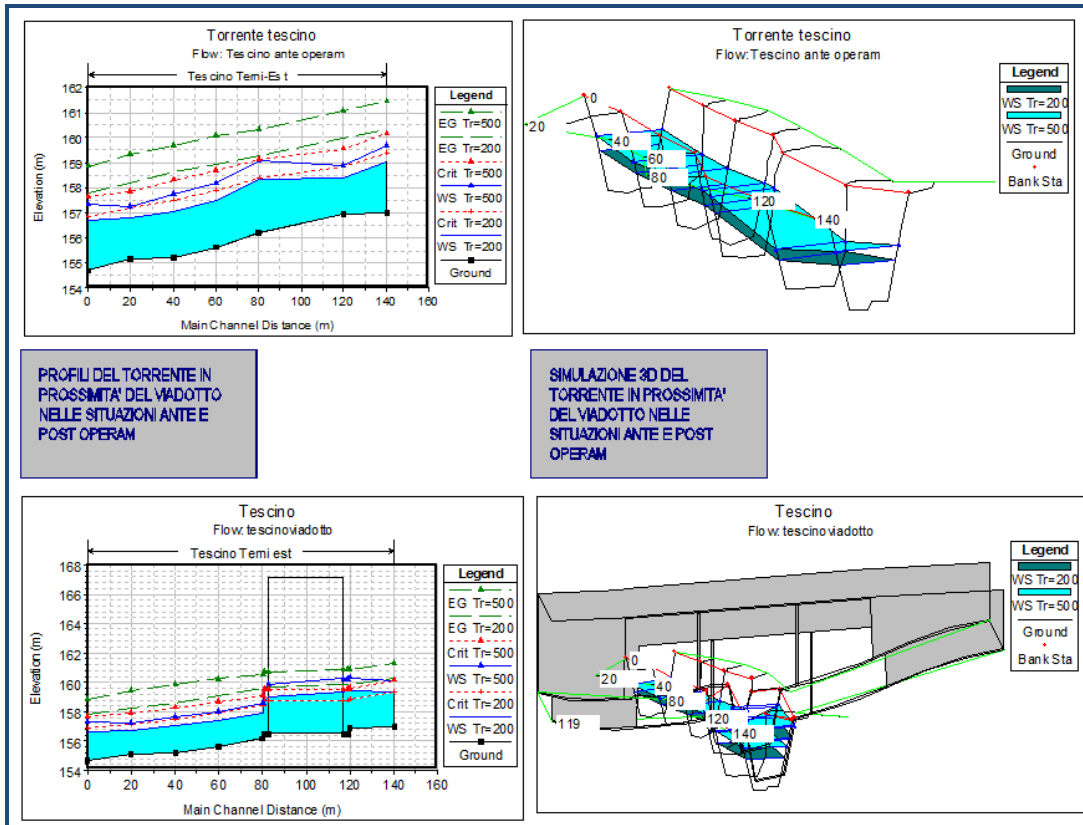 Torrente tescino
Flow: Tescino ante operam
Tescino Terni-Est
Elevation (m)
162
161
160
159
158
157
156
155
154
0
20
40
60
80
100
120
140
160
Main Channel Distance (m)
Legend
EG Tr=500
EG Tr=200
Crit Tr=500
WS Tr=500
Crit Tr=200
WS Tr=200
Ground
Torrente tescino
Flow: Tescino ante operam
0
20
40
60
80
120
140
Legend
WS Tr=200
WS Tr=500
Ground
Bank Sta
PROFILI DEL TORRENTE IN
PROSSIMITA' DEL VIADOTTO
NELLE SITUAZIONI ANTE E
POST OPERAM
SIMULAZIONE 3D DEL
TORRENTE IN PROSSIMITA'
DEL VIADOTTO NELLE
SITUAZIONI ANTE E POST
OPERAM
Tescino
Flow: tescinoviadotto
Tescino Terni est
Elevation (m)
168
166
164
162
160
158
156
154
0
20
40
60
80
100
120
140
160
Main Channel Distance (m)
Legend
EG Tr=500
EG Tr=200
Crit Tr=500
WS Tr=500
Crit Tr=200
WS Tr=200
Ground
Tescino
Flow: tescinoviadotto
0
20
40
80
120
140
119
Legend
WS Tr=200
WS Tr=500
Ground
Bank Sta